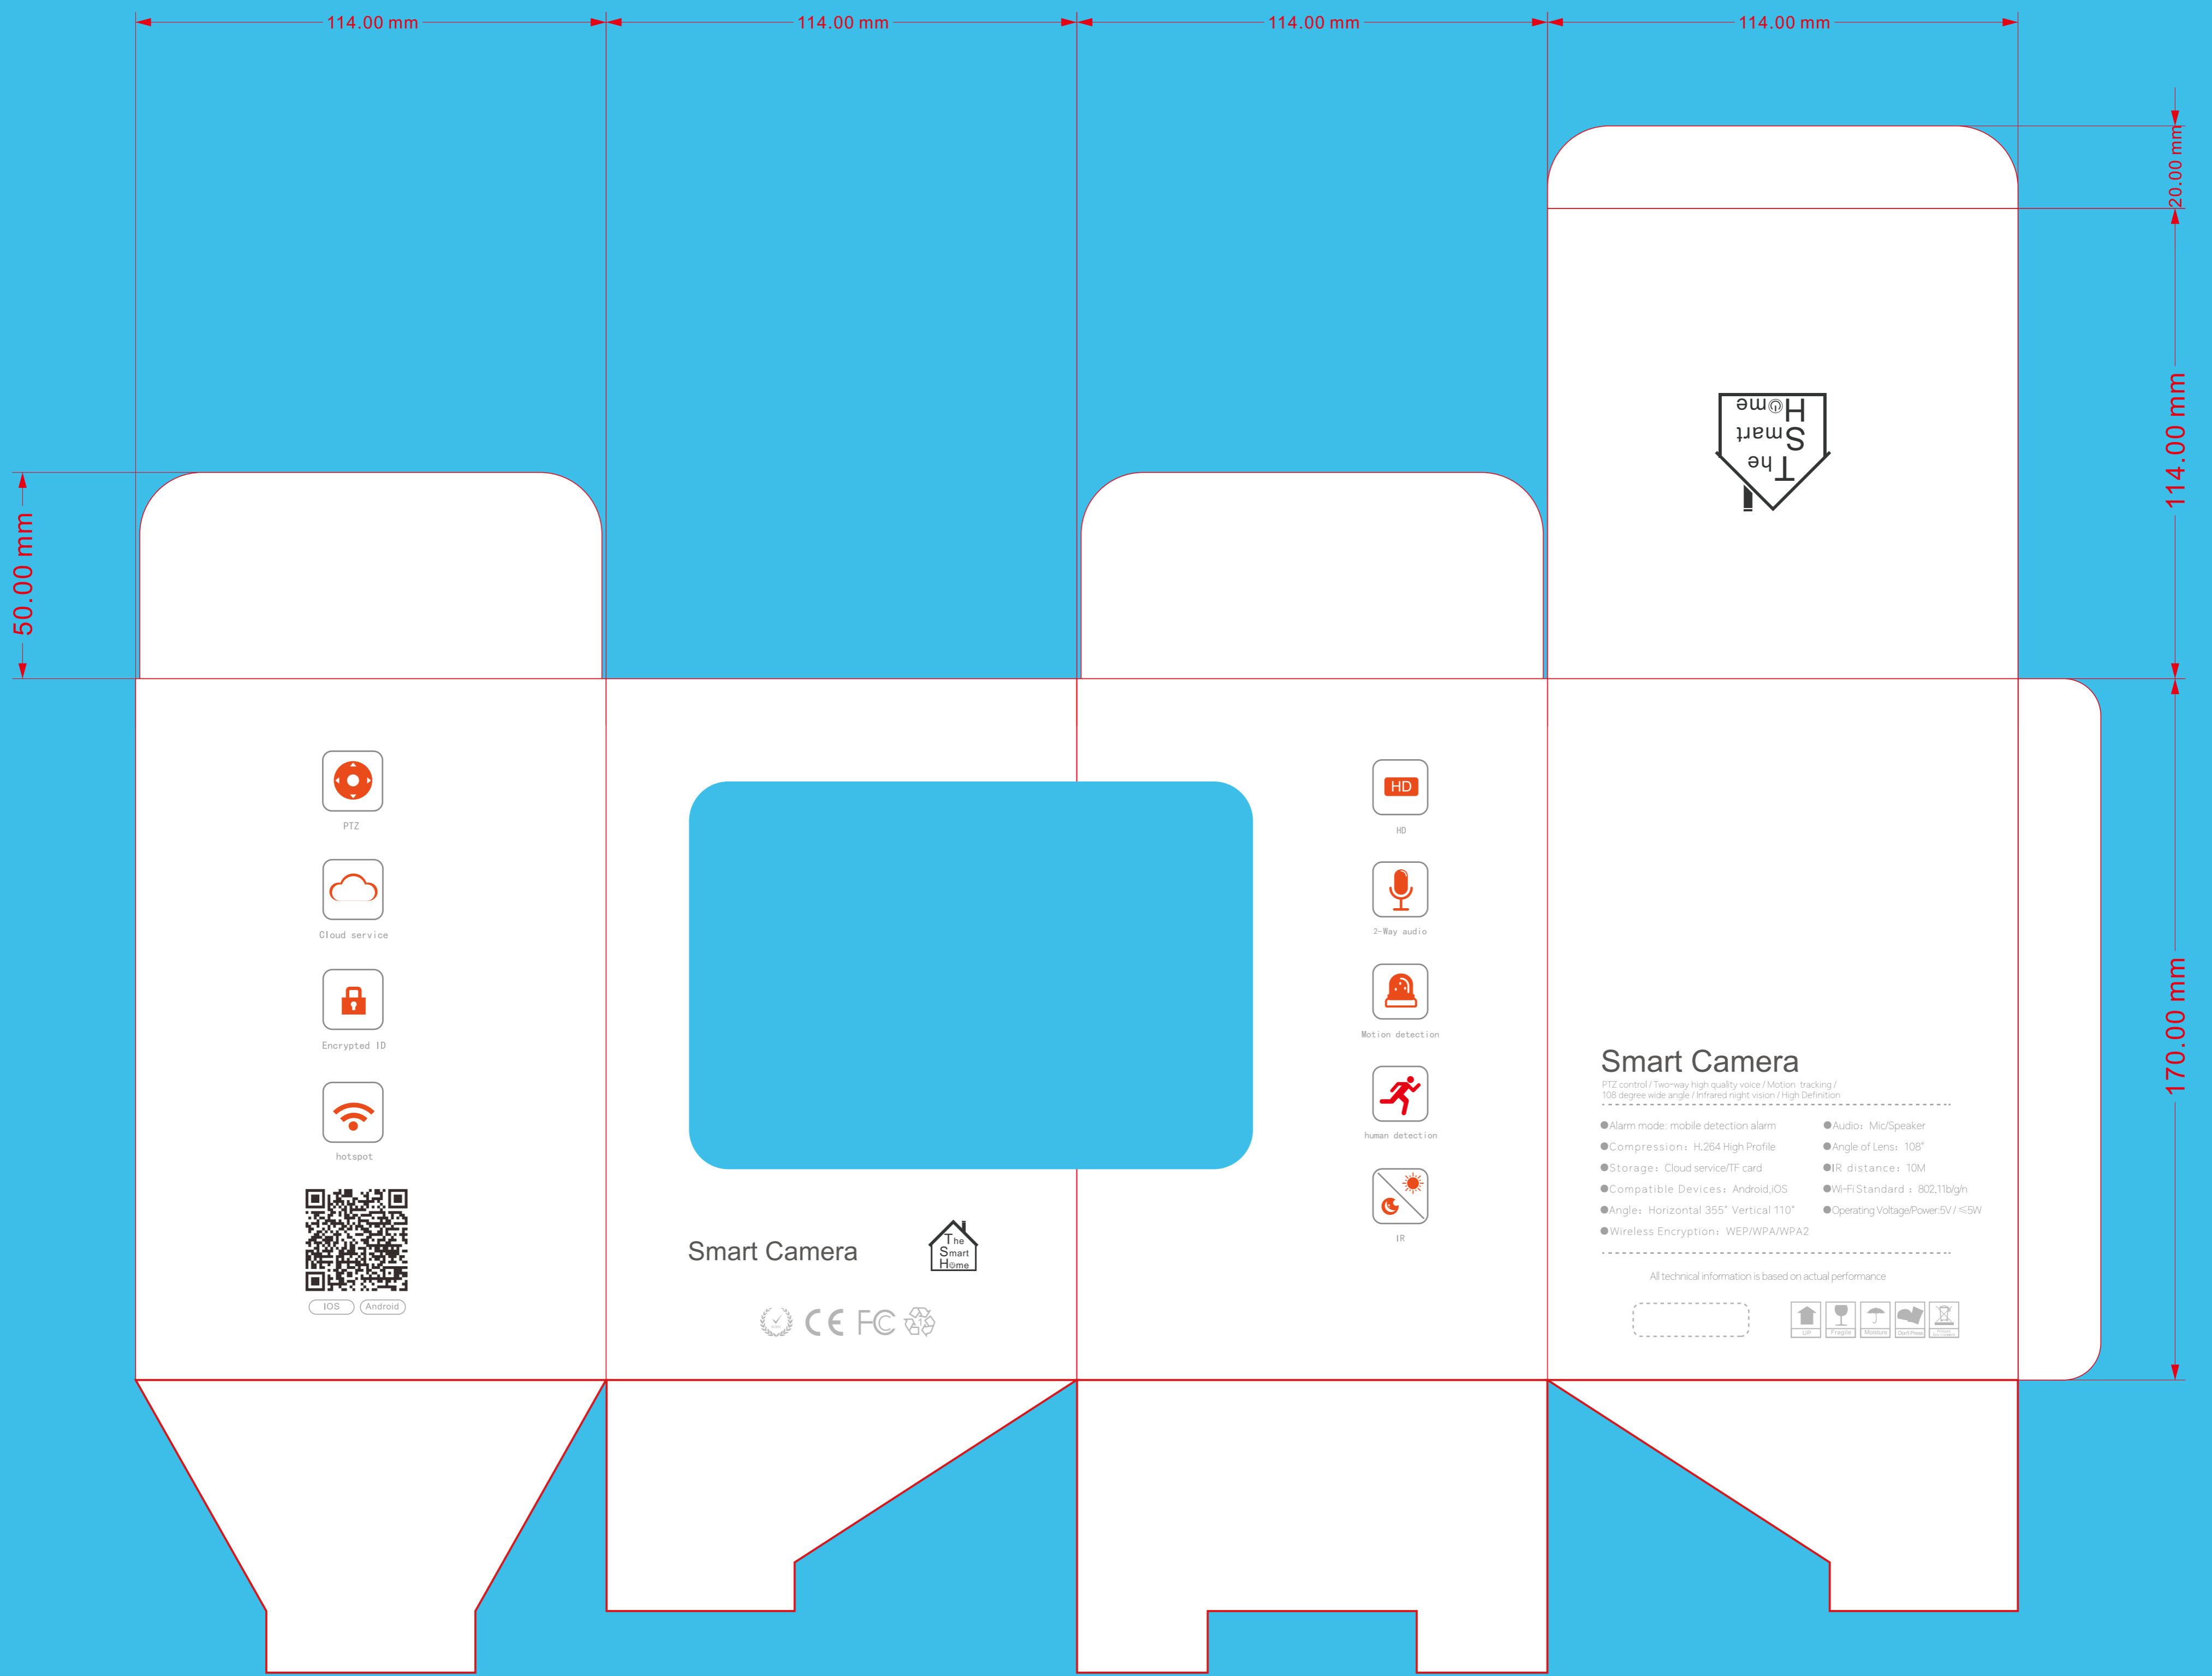 114.00 mm
114.00 mm
114.00 mm
114.00 mm
20.00 mm
114.00 mm
50.00 mm
170.00 mm
The
Smart
Home
PTZ
Cloud service
Encrypted ID
hotspot
IOS
Android
Smart Camera
The
Smart
Home
CE FC
1
HD
HD
2-Way audio
Motion detection
human detection
IR
Smart Camera
PTZ control / Two-way high quality voice / Motion tracking /
108 degree wide angle / Infrared night vision / High Definition
●Alarm mode: mobile detection alarm
●Compression: H.264 High Profile
●Storage: Cloud service/TF card
●Compatible Devices: Android,iOS
●Angle: Horizontal 355° Vertical 110°
●Wireless Encryption: WEP/WPA/WPA2
●Audio: Mic/Speaker
●Angle of Lens: 108°
●IR distance: 10M
●Wi-Fi Standard : 802.11b/g/n
●Operating Voltage/Power:5V / ≤5W
All technical information is based on actual performance
UP
Fragile
Moisture